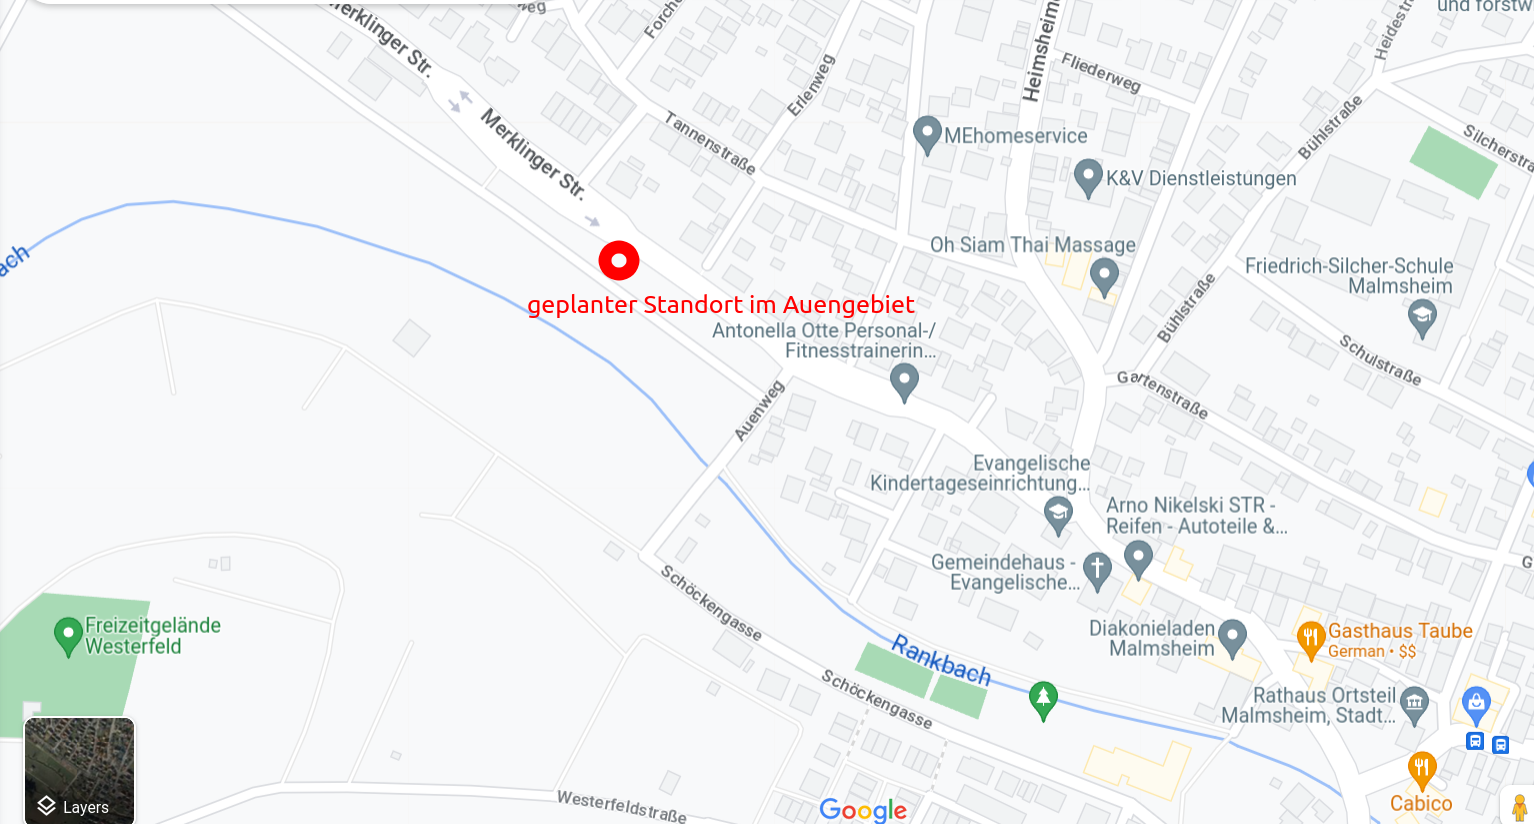 weg
Merklinger Str.
und forstw
Heidestr
Heimsheime
Fliederweg
Erlenweg
Merklinger Str.
Tannenstraße
MEhomeservice
Bühlstraße
Silcherstra
K&V Dienstleistungen
Oh Siam Thai Massage
ach
Friedrich-Silcher-Schule
Malmsheim
geplanter Standort im Auengebiet
Bühlstraße
Antonella Otte Personal-/
Fitnesstrainerin...
Schulstraße
Gartenstraße
Auenweg
Evangelische
Kindertageseinrichtung...
Arno Nikelski STR -
Reifen - Autoteile &...
Gemeindehaus -
Evangelische...
Schöckengasse
Freizeitgelände
Westerfeld
Diakonieladen
Malmsheim
Gasthaus Taube
German • $$
Rankbach
Schöckengasse
Rathaus Ortsteil
Malmsheim, Stadt...
Layers
Westerfeldstraße
Google
Cabico